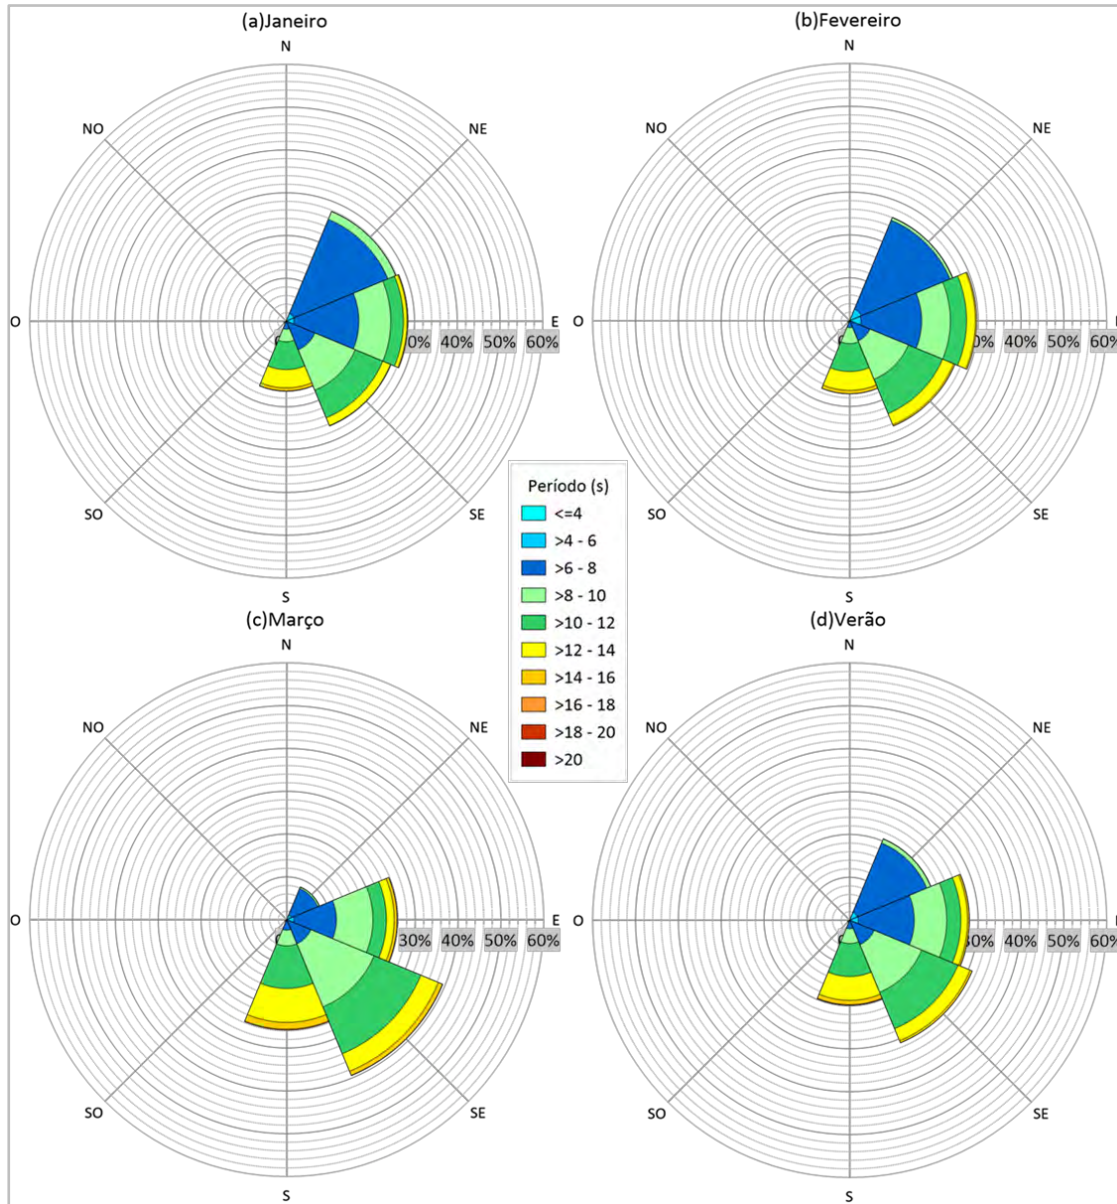 (a)Janeiro
N
NO
NE
O
E
0% 40% 50% 60%
SO
SE
S
(b)Fevereiro
N
NO
NE
O
0% 40% 50% 60%
SO
SE
S
Período (s)
<=4
>4 - 6
>6 - 8
>8 - 10
>10 - 12
>12 - 14
>14 - 16
>16 - 18
>18 - 20
>20
(c)Março
N
NO
NE
O
E
30% 40% 50% 60%
SO
SE
S
(d)Verão
N
NO
NE
O
30% 40% 50% 60%
SO
SE
S